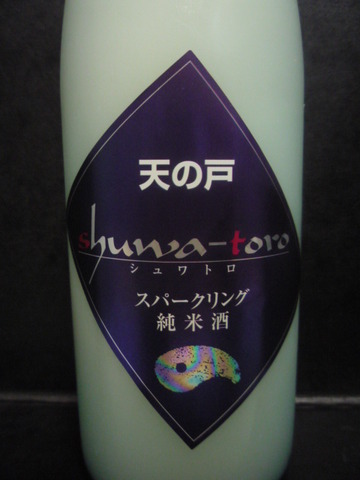 天の戸
shuwa-toro
シュワトロ
スパークリング
純米酒